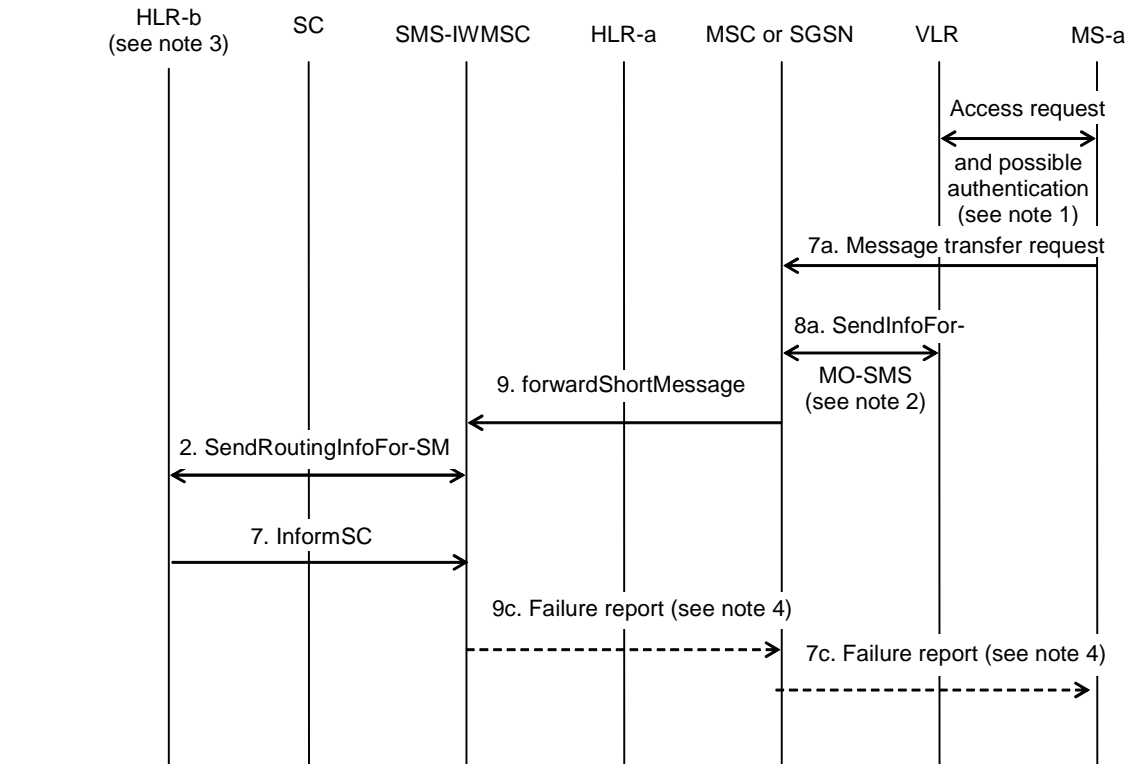 HLR-b
(see note 3)
SC
SMS-IWMSC
HLR-a
MSC or SGSN
VLR
MS-a
Access request
and possible
authentication
(see note 1)
7a. Message transfer request
8a. SendInfoFor-
MO-SMS
(see note 2)
9. forwardShortMessage
2. SendRoutingInfoFor-SM
7. InformSC
9c. Failure report (see note 4)
7c. Failure report (see note 4)